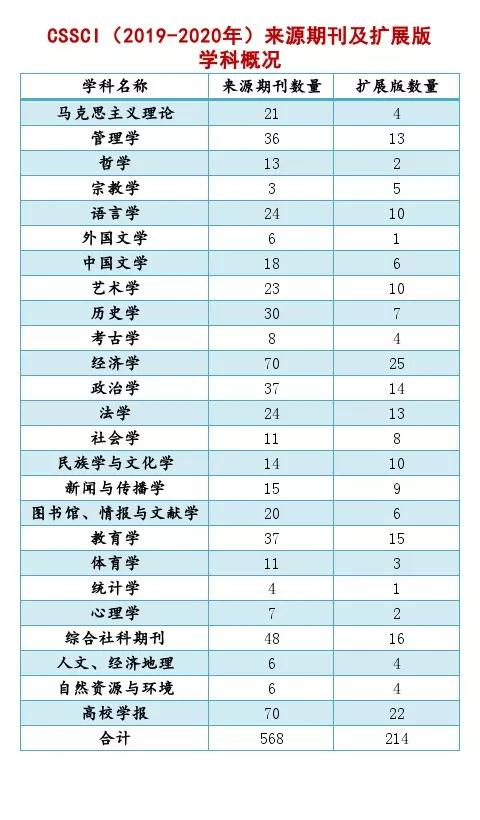 CSSCI（2019-2020年）来源期刊及扩展版
学科概况
学科名称 来源期刊数量 扩展版数量
马克思主义理论 21 4
管理学 36 13
哲学 13 2
宗教学 3 5
语言学 24 10
外国文学 6 1
中国文学 18 6
艺术学 23 10
历史学 30 7
考古学 8 4
经济学 70 25
政治学 37 14
法学 24 13
社会学 11 8
民族学与文化学 14 10
新闻与传播学 15 9
图书馆、情报与文献学 20 6
教育学 37 15
体育学 11 3
统计学 4 1
心理学 7 2
综合社科期刊 48 16
人文、经济地理 6 4
自然资源与环境 6 4
高校学报 70 22
合计 568 214